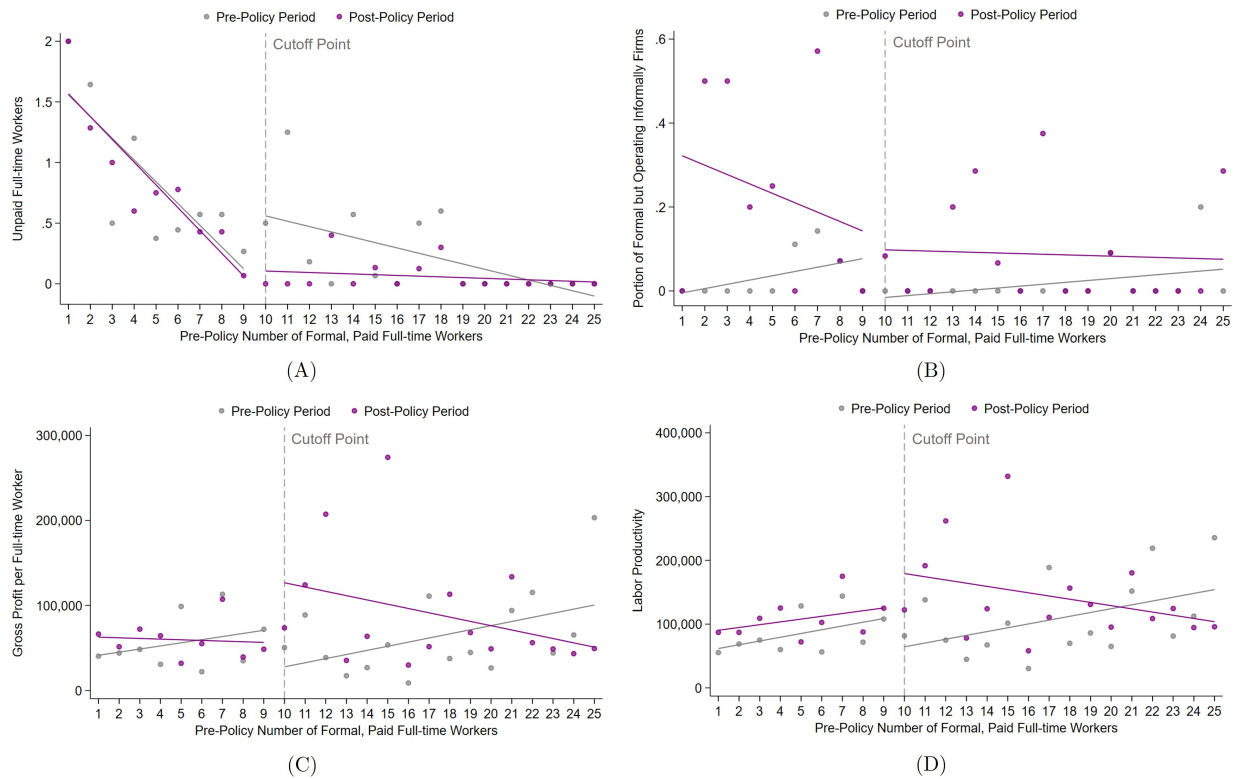 Pre-Policy Period Post-Policy Period
Cutoff Point
Unpaid Full-time Workers
2
1.5
1
.5
0
1 2 3 4 5 6 7 8 9 10 11 12 13 14 15 16 17 18 19 20 21 22 23 24 25
Pre-Policy Number of Formal, Paid Full-time Workers
(A)
Pre-Policy Period Post-Policy Period
Cutoff Point
Portion of Formal but Operating Informally Firms
.6
.4
.2
0
1 2 3 4 5 6 7 8 9 10 11 12 13 14 15 16 17 18 19 20 21 22 23 24 25
Pre-Policy Number of Formal, Paid Full-time Workers
(B)
Pre-Policy Period Post-Policy Period
Cutoff Point
Gross Profit per Full-time Worker
300,000
200,000
100,000
0
1 2 3 4 5 6 7 8 9 10 11 12 13 14 15 16 17 18 19 20 21 22 23 24 25
Pre-Policy Number of Formal, Paid Full-time Workers
(C)
Pre-Policy Period Post-Policy Period
Cutoff Point
Labor Productivity
400,000
300,000
200,000
100,000
0
1 2 3 4 5 6 7 8 9 10 11 12 13 14 15 16 17 18 19 20 21 22 23 24 25
Pre-Policy Number of Formal, Paid Full-time Workers
(D)